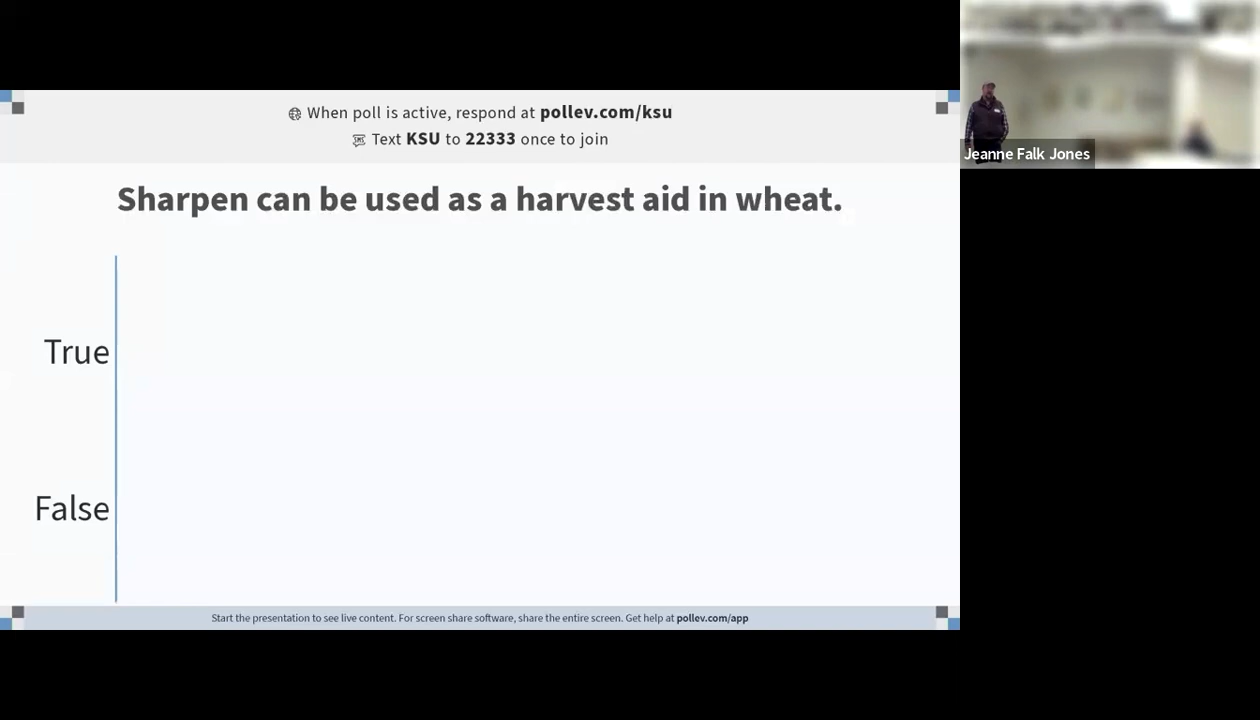 When poll is active, respond at pollev.com/ksu
Text KSU to 22333 once to join
Jeanne Falk Jones
Sharpen can be used as a harvest aid in wheat.
True
False
Start the presentation to see live content. For screen share software, share the entire screen. Get help at pollev.com/app